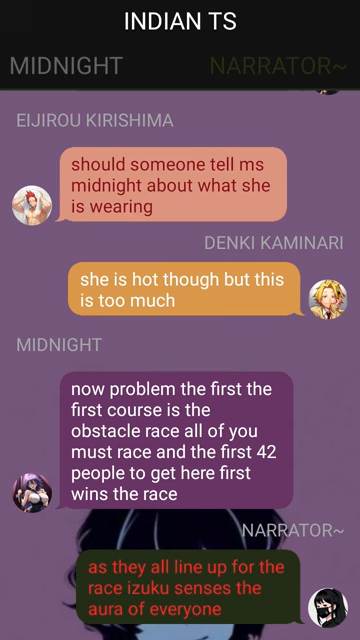 INDIAN TS
MIDNIGHT
NARRATOR~
EIJIROU KIRISHIMA
should someone tell ms
midnight about what she
is wearing
DENKI KAMINARI
she is hot though but this
is too much
MIDNIGHT
now problem the first the
first course is the
obstacle race all of you
must race and the first 42
people to get here first
wins the race
NARRATOR~
as they all line up for the
race izuku senses the
aura of everyone